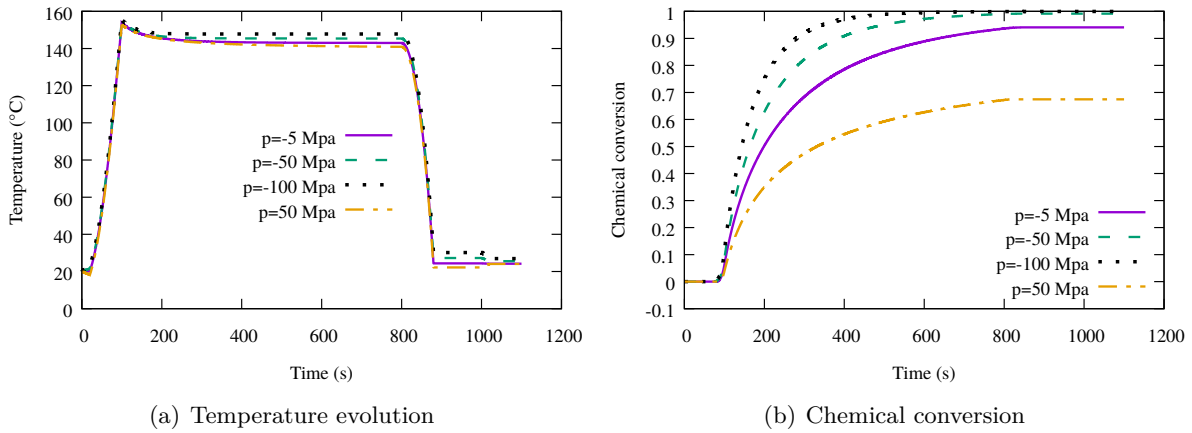 160
140
120
100
80
60
40
20
0
Temperature (°C)
p=-5 Mpa
p=-50 Mpa
p=-100 Mpa
p=50 Mpa
0 200 400 600 800 1000 1200
Time (s)
(a) Temperature evolution
1
0.9
0.8
0.7
0.6
0.5
0.4
0.3
0.2
0.1
0
-0.1
Chemical conversion
p=-5 Mpa
p=-50 Mpa
p=-100 Mpa
p=50 Mpa
0 200 400 600 800 1000 1200
Time (s)
(b) Chemical conversion